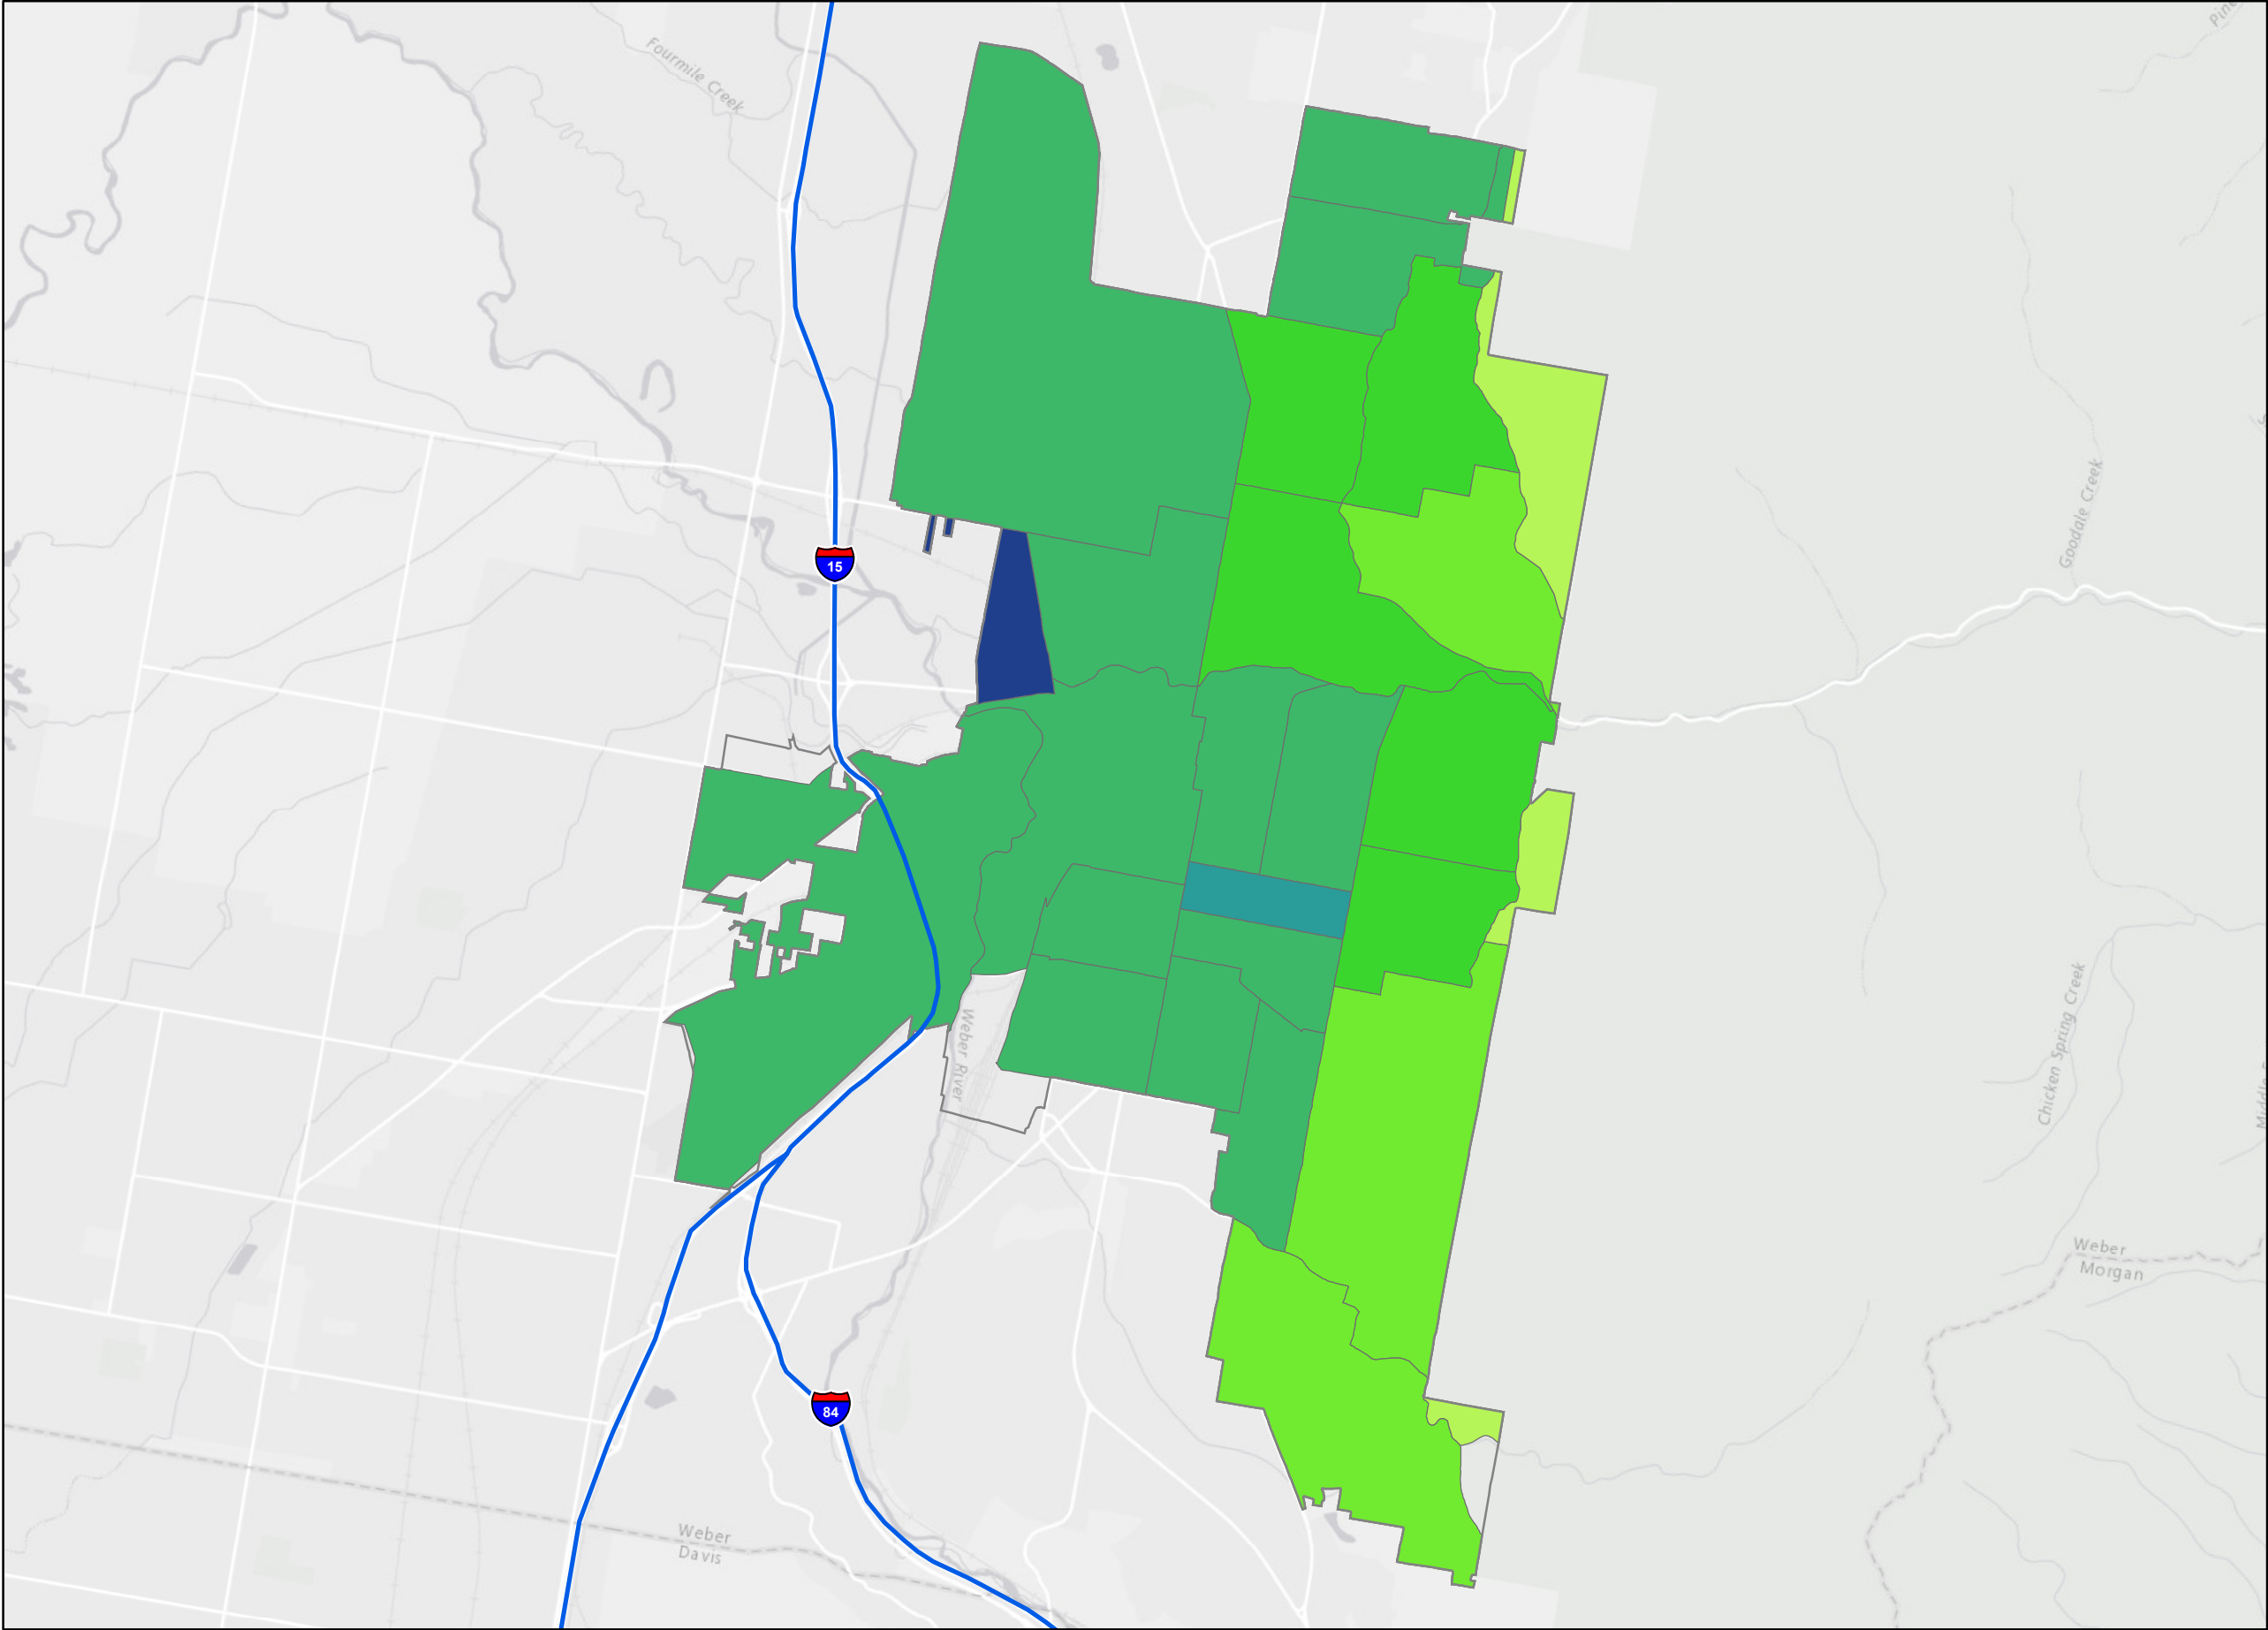 Fourmile Creek
15
Goodale Creek
Weber River
Chicken Spring Creek
Weber
Morgan
84
Weber
Davis